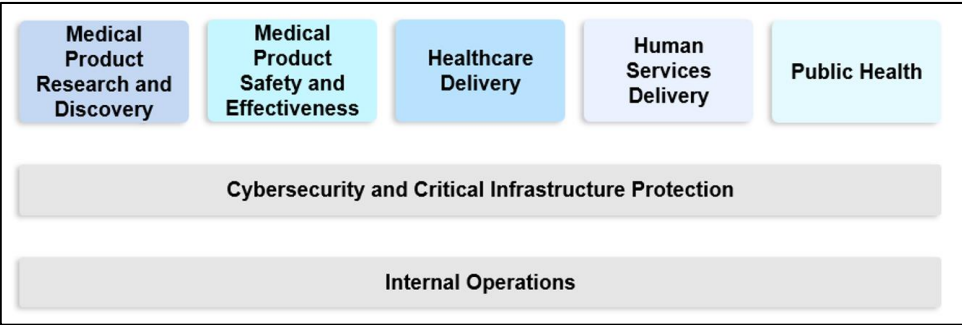 Medical
Product
Research and
Discovery
Medical
Product
Safety and
Effectiveness
Healthcare
Delivery
Human
Services
Delivery
Public Health
Cybersecurity and Critical Infrastructure Protection
Internal Operations